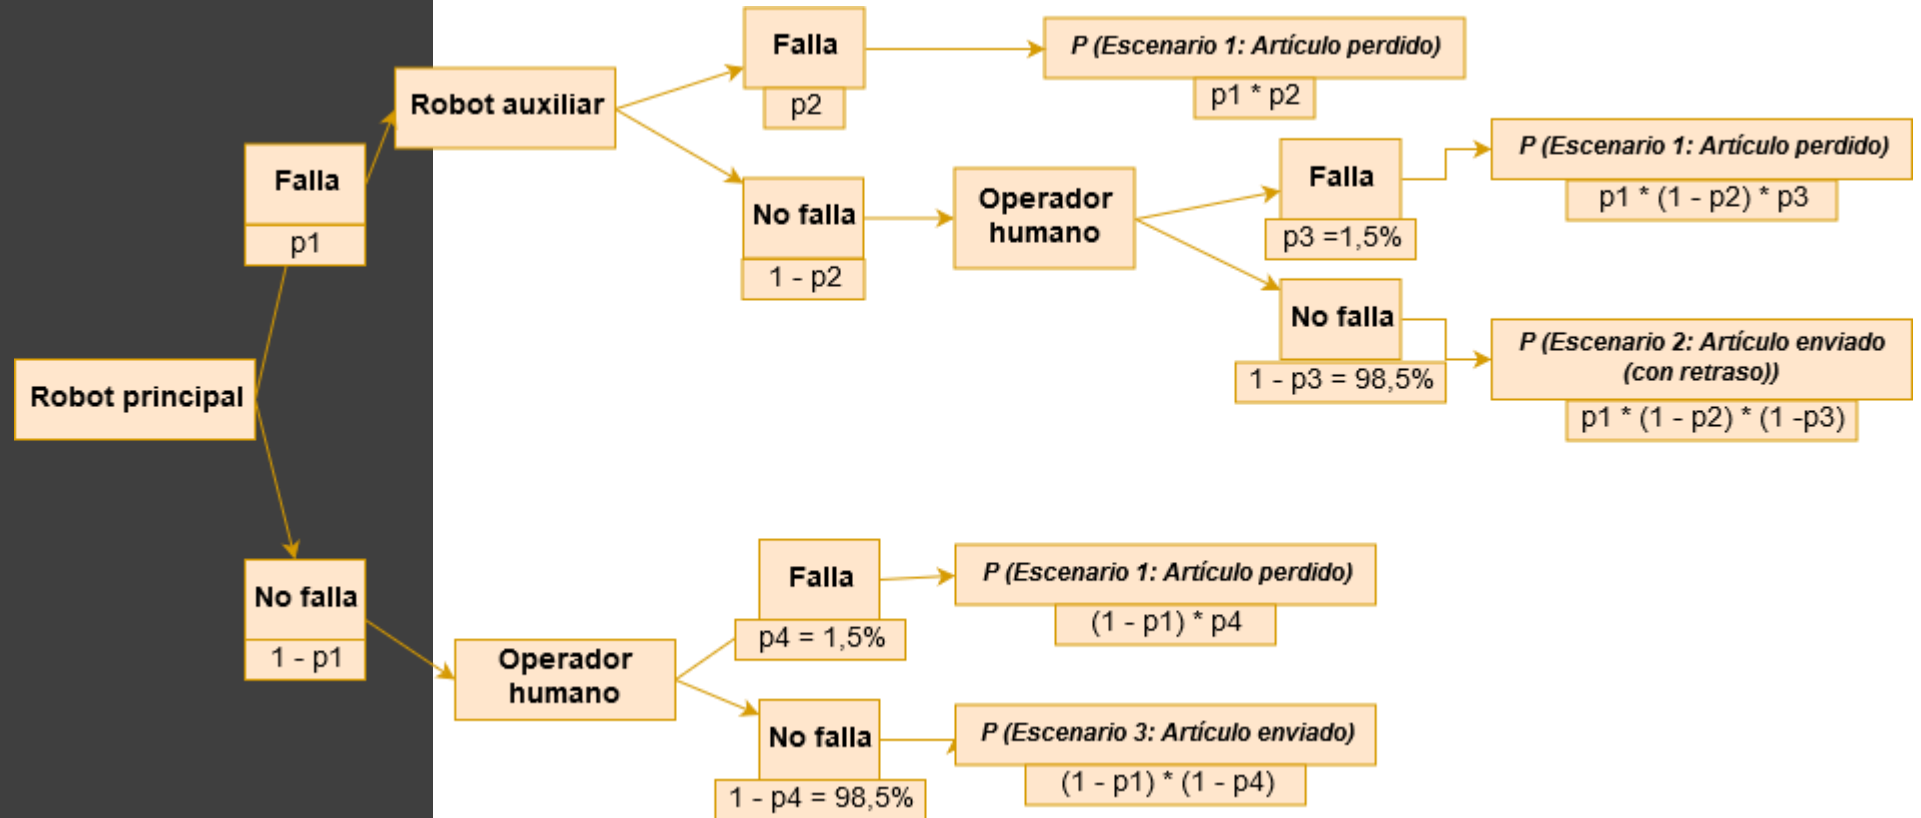 Falla
p2
P (Escenario 1: Artículo perdido)
p1 * p2
Robot auxiliar
Falla
p1
No falla
1 - p2
Operador
humano
Falla
p3 =1,5%
P (Escenario 1: Artículo perdido)
p1 * (1 - p2) * p3
No falla
1 - p3 = 98,5%
P (Escenario 2: Artículo enviado
(con retraso))
p1 * (1 - p2) * (1 -p3)
Robot principal
No falla
1 - p1
Operador
humano
Falla
p4 = 1,5%
P (Escenario 1: Artículo perdido)
(1 - p1) * p4
No falla
1 - p4 = 98,5%
P (Escenario 3: Artículo enviado)
(1 - p1) * (1 - p4)